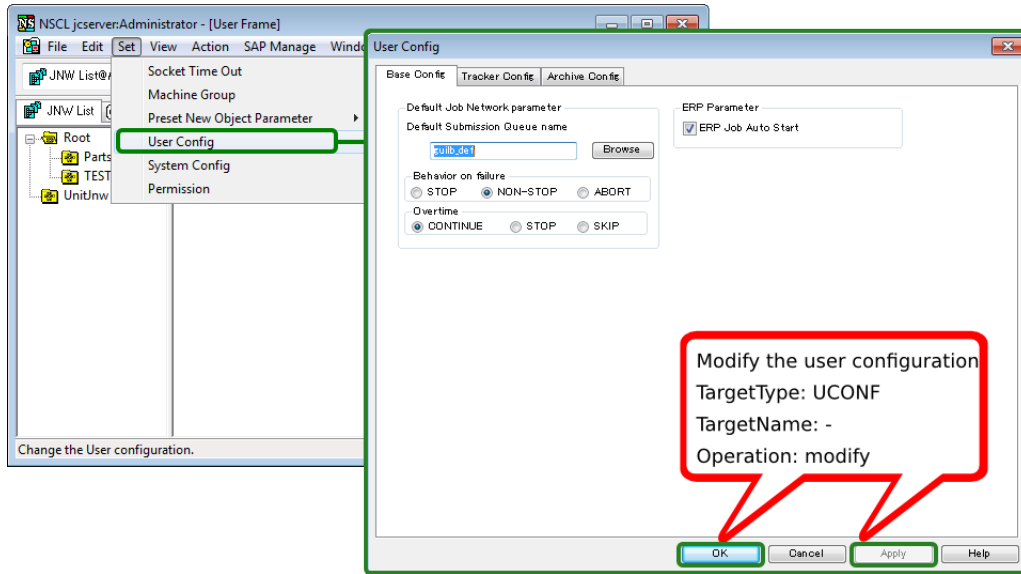 NSCL jcserver:Administrator - [User Frame]
File Edit Set View Action SAP Manage Windo
JNW List@
JNW List
Root
Parts
TEST
UnitJnw
Socket Time Out
Machine Group
Preset New Object Parameter
User Config
System Config
Permission
Change the User configuration.
User Config
Base Config Tracker Config Archive Config
Default Job Network parameter
Default Submission Queue name
guilb_def
Browse
Behavior on failure
STOP NON-STOP ABORT
Overtime
CONTINUE STOP SKIP
ERP Parameter
ERP Job Auto Start
Modify the user configuration
TargetType: UCONF
TargetName: -
Operation: modify
OK Cancel Apply Help